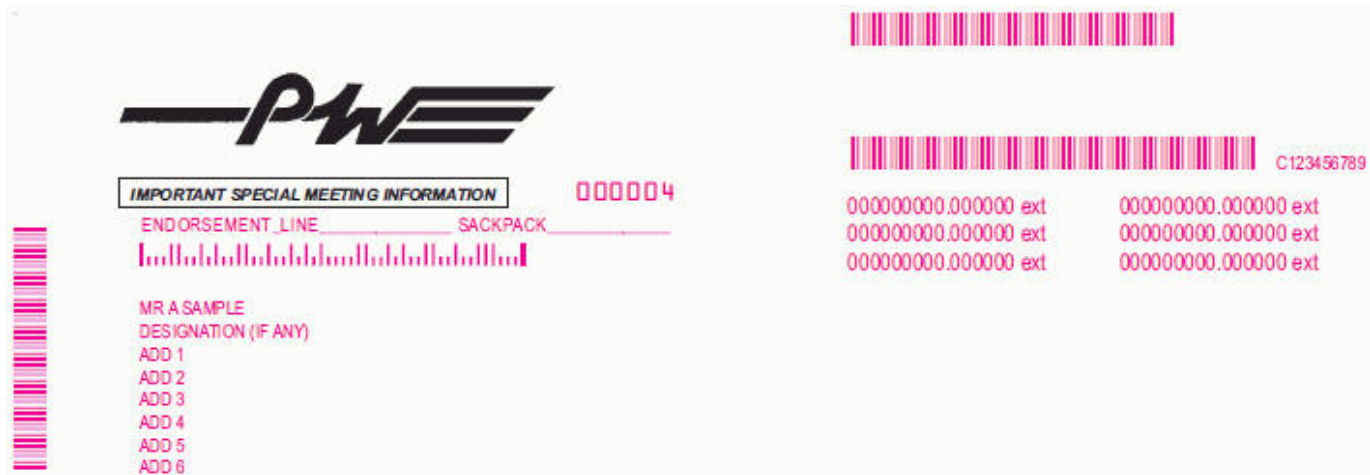 PWE
C123456789
IMPORTANT SPECIAL MEETING INFORMATION
000004
000000000.000000 ext 000000000.000000 ext
000000000.000000 ext 000000000.000000 ext
000000000.000000 ext 000000000.000000 ext
ENDORSEMENT_LINE______________ SACKPACK_____________
MR A SAMPLE
DESIGNATION (IF ANY)
ADD 1
ADD 2
ADD 3
ADD 4
ADD 5
ADD 6